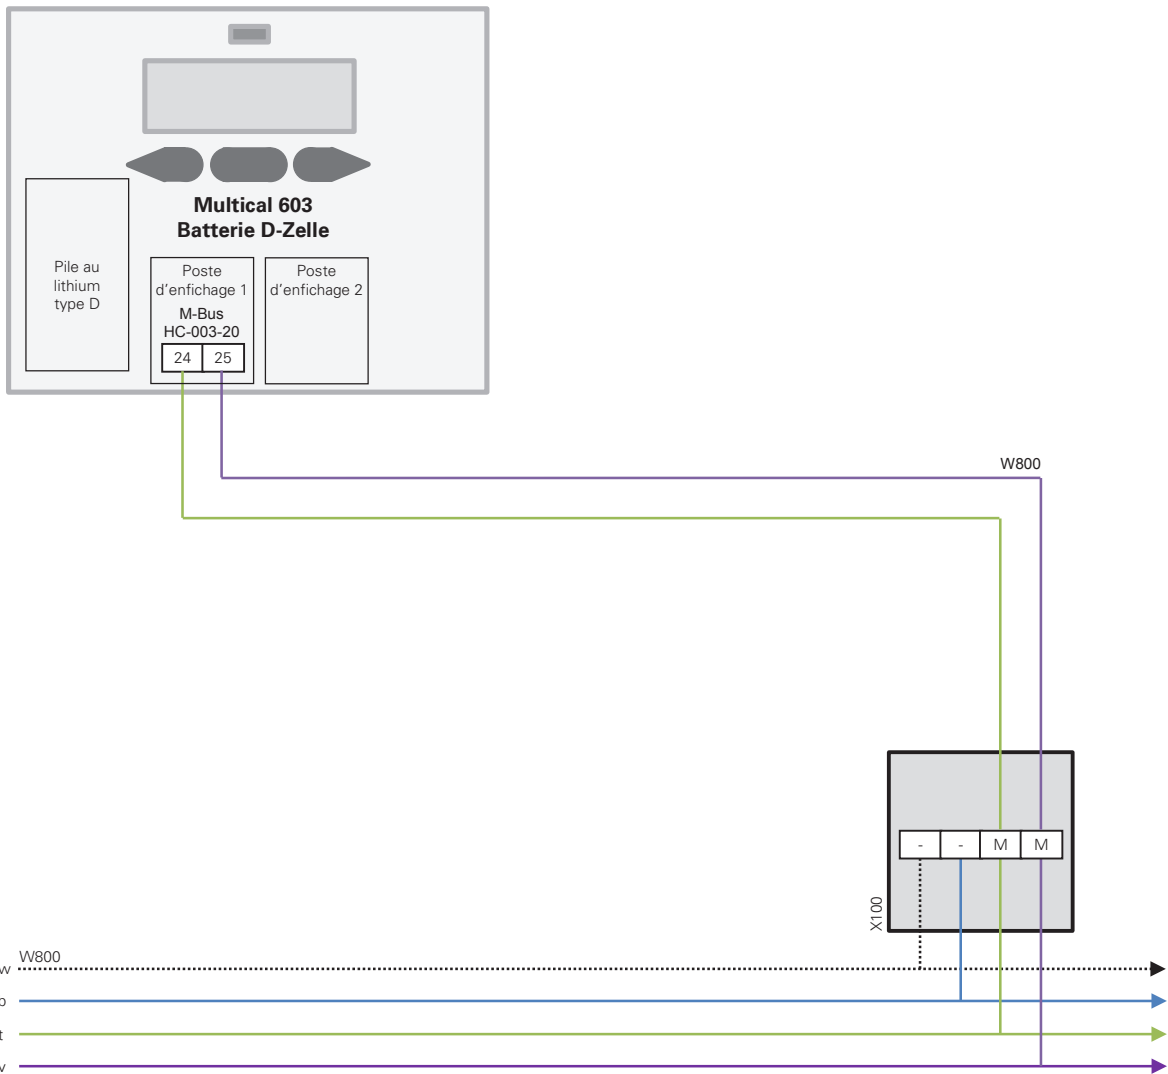 Multical 603
Batterie D-Zelle
Pile au
lithium
type D
Poste
d'enfichage 1
M-Bus
HC-003-20
24 25
Poste
d'enfichage 2
W800
- - M M
X100
W800
w
b
t
v